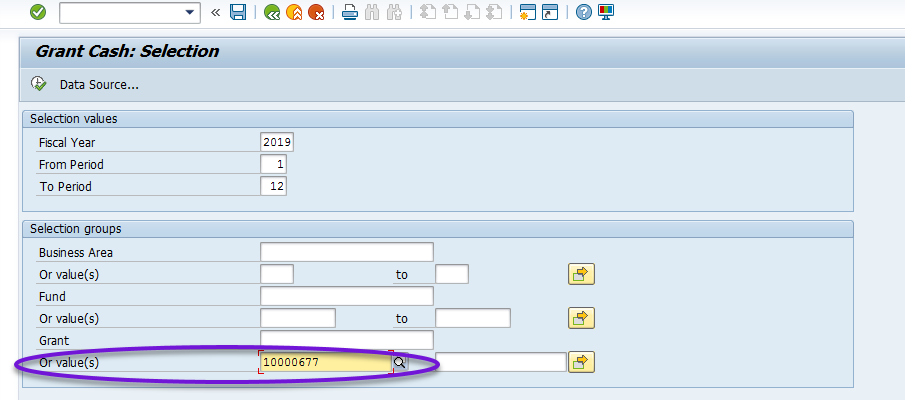 Grant Cash: Selection
Data Source...
Selection values
Fiscal Year 2019
From Period 1
To Period 12
Selection groups
Business Area
Or value(s) to
Fund
Or value(s) to
Grant
Or value(s) 10000677